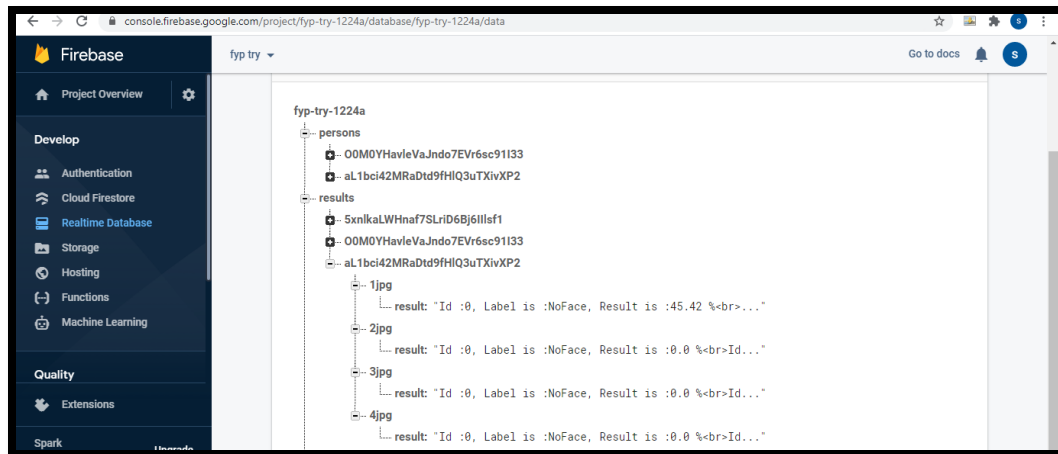 console.firebase.google.com/project/fyp-try-1224a/database/fyp-try-1224a/data
S
Firebase
fyp try
Go to docs
S
Project Overview
Develop
Authentication
Cloud Firestore
Realtime Database
Storage
Hosting
Functions
Machine Learning
Quality
Extensions
Spark
Upgrade
fyp-try-1224a
persons
O0M0YHavleVaJndo7EVr6sc91I33
aL1bci42MRaDtd9fHlQ3uTXivXP2
results
5xnlkaLWHnaf7SLriD6Bj6IIlsf1
O0M0YHavleVaJndo7EVr6sc91I33
aL1bci42MRaDtd9fHlQ3uTXivXP2
1jpg
result: "Id :0, Label is :NoFace, Result is :45.42 %<br>..."
2jpg
result: "Id :0, Label is :NoFace, Result is :0.0 %<br>Id..."
3jpg
result: "Id :0, Label is :NoFace, Result is :0.0 %<br>Id..."
4jpg
result: "Id :0, Label is :NoFace, Result is :0.0 %<br>Id..."